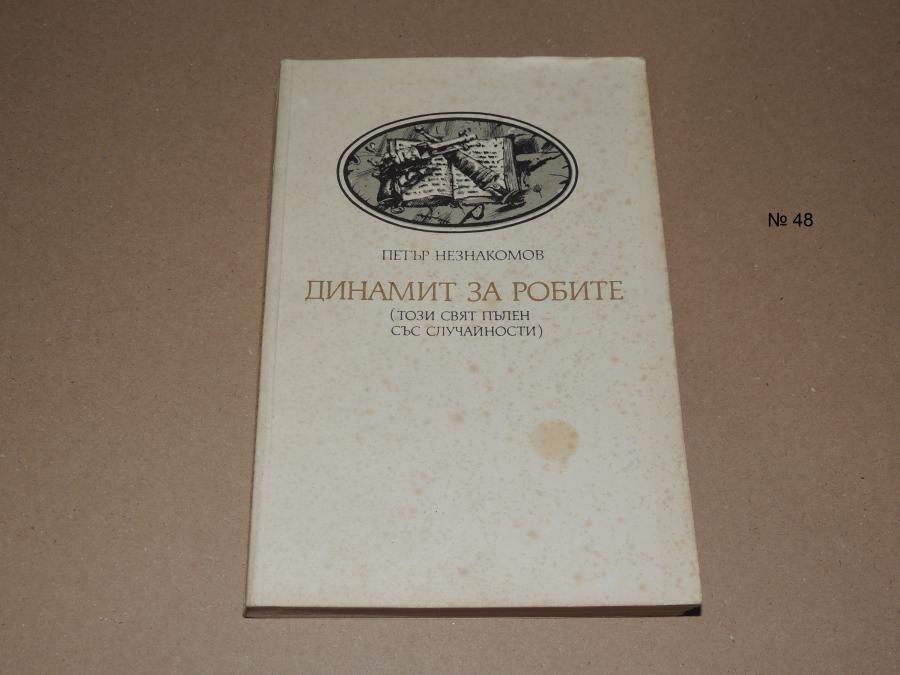 ПЕТЪР НЕЗНАКОМОВ
ДИНАМИТ ЗА РОБИТЕ
(ТОЗИ СВЯТ ПЪЛЕН
СЪС СЛУЧАЙНОСТИ)
№ 48